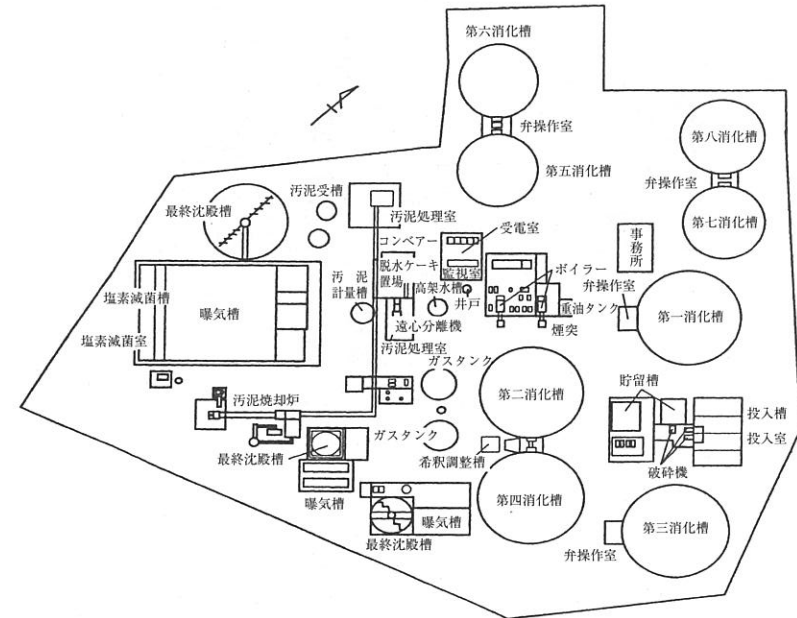 第六消化槽
弁操作室
第五消化槽
第八消化槽
弁操作室
第七消化槽
汚泥受槽
最終沈殿槽
汚泥処理室
受電室
コンベアー
脱水ケーキ
置場
監視室
事務所
ボイラー
弁操作室
汚泥
計量槽
高架水槽
井戸
重油タンク
塩素滅菌槽
曝気槽
第一消化槽
塩素滅菌室
遠心分離機
煙突
汚泥処理室
ガスタンク
第二消化槽
貯留槽
投入槽
汚泥焼却炉
投入室
ガスタンク
最終沈殿槽
希釈調整槽
破砕機
第四消化槽
曝気槽
曝気槽
第三消化槽
最終沈殿槽
弁操作室